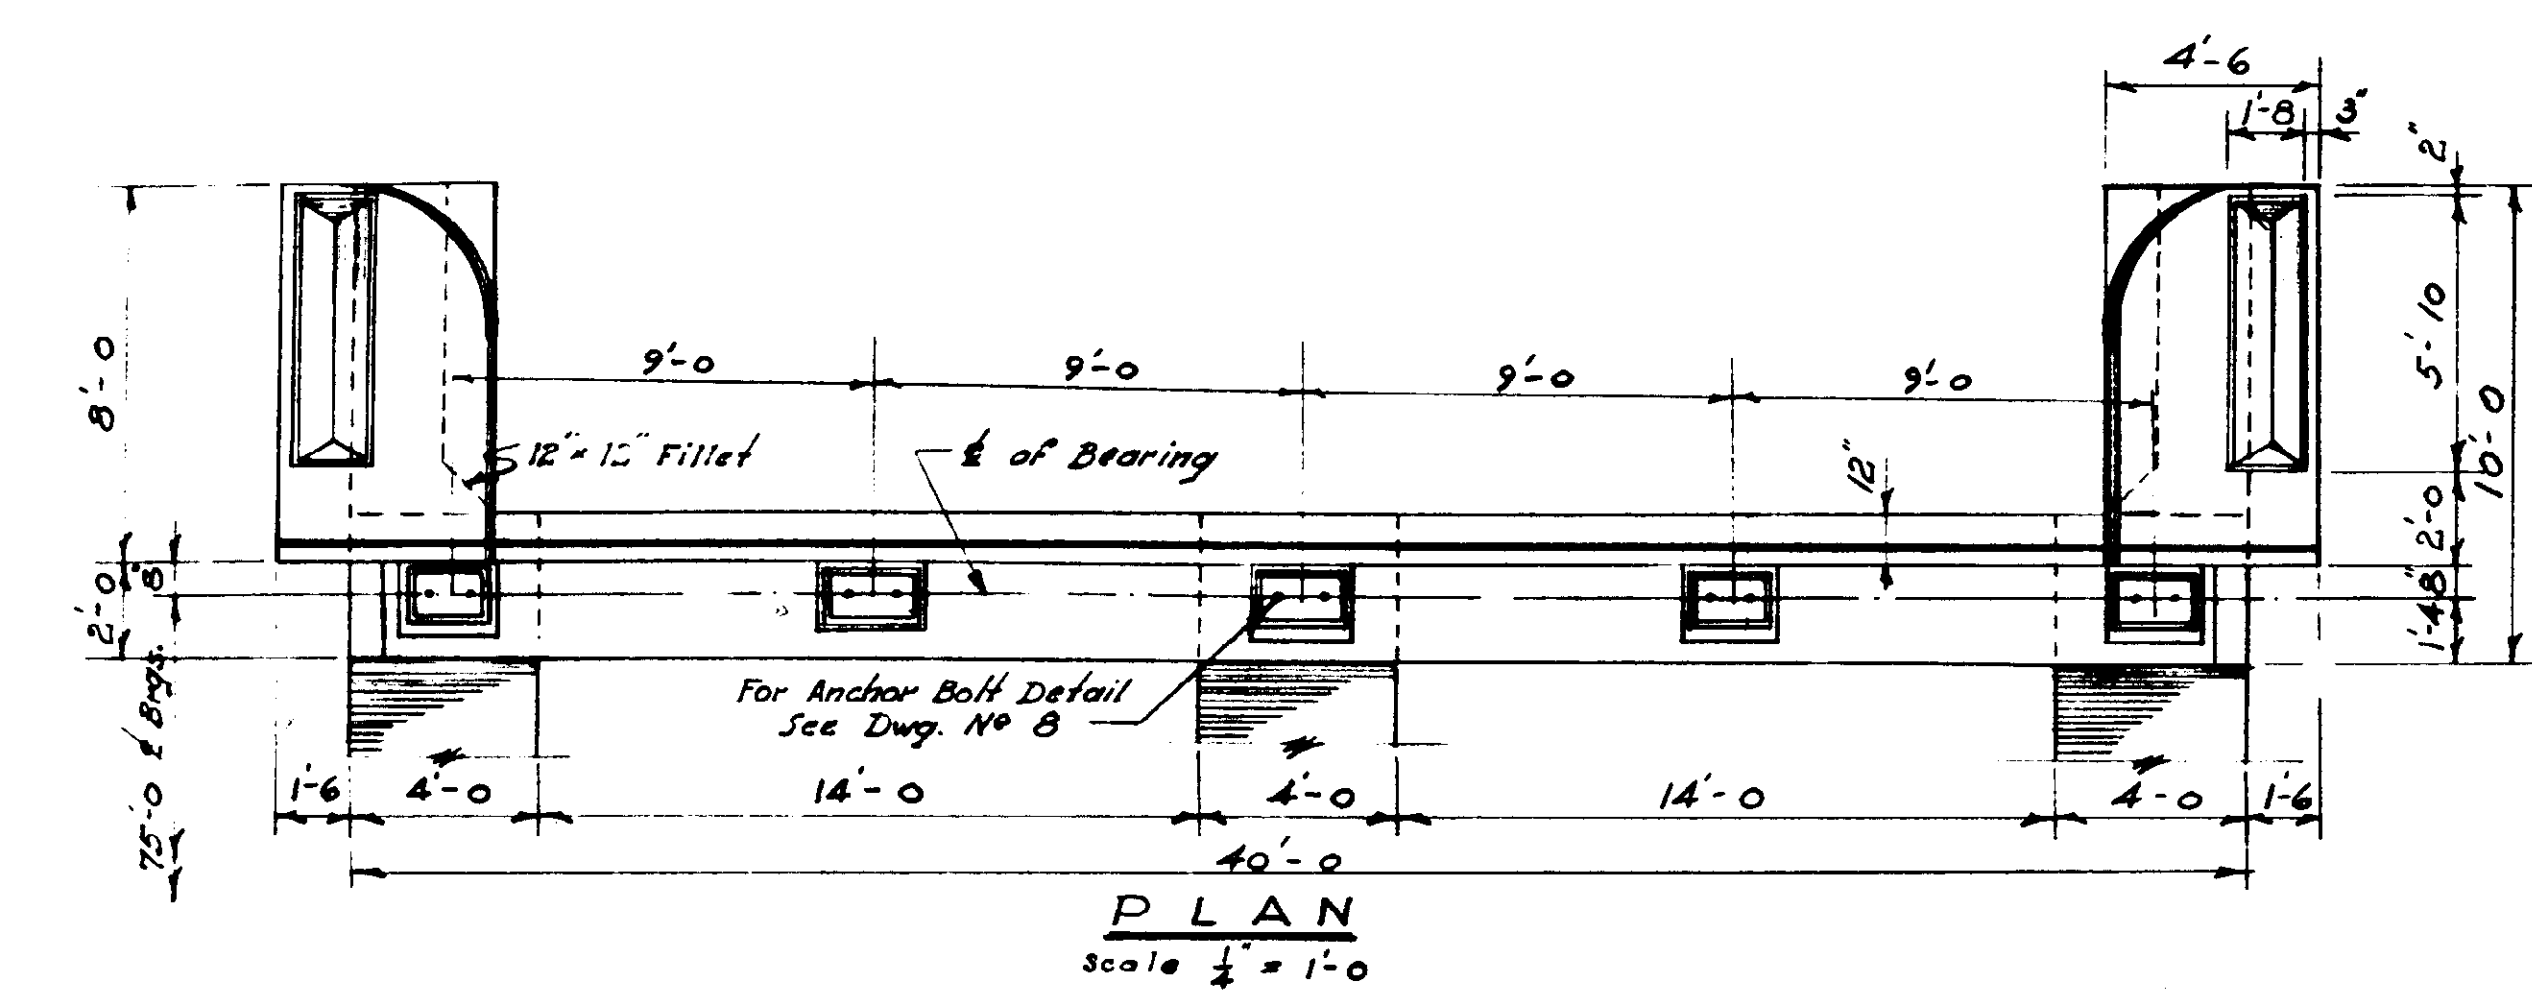 4'-6
1'-8 3"
2"
8'-0
9'-0 9'-0 9'-0 9'-0
5'-10
10'-0
12" x 12" Fillet
℄ of Bearing
12"
2'-0
8"
2'-0
8"
1'-4
75'-0 ℄ Brgs.
For Anchor Bolt Detail
See Dwg. Nº 8
1'-6 4'-0 14'-0 4'-0 14'-0 4-0 1'-6
40'-0
PLAN
Scale 1/4" = 1'-0